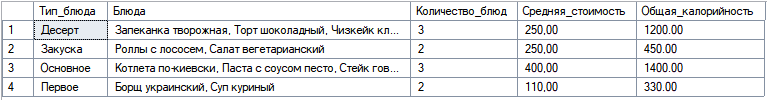 Тип_блюда Блюда Количество_блюд Средняя_стоимость Общая_калорийность
1 Десерт Запеканка творожная, Торт шоколадный, Чизкейк кл... 3 250,00 1200.00
2 Закуска Роллы с лососем, Салат вегетарианский 2 250,00 450.00
3 Основное Котлета по-киевски, Паста с соусом песто, Стейк гов... 3 400,00 1400.00
4 Первое Борщ украинский, Суп куриный 2 110,00 330.00